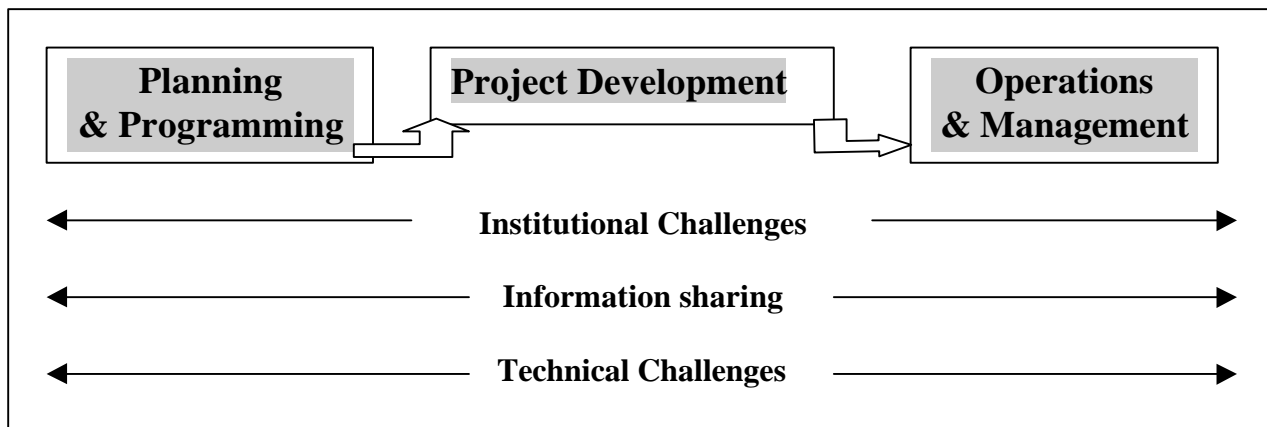 Planning
& Programming
Project Development
Operations
& Management
Institutional Challenges
Information sharing
Technical Challenges